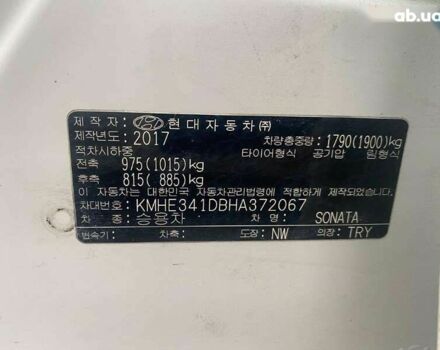 ab.ua
제 작 자 : 현대자동차㈜
제작년도: 2017 차량총중량: 1790(1900)kg
적차시하중 타이어형식 공기압 림형식
전축 975(1015)kg
후축 815( 885)kg
이 자동차는 대한민국 자동차관리법령에 적합하게 제작되었습니다.
차대번호: KMHE341DBHA372067
차 종: 승용차 차 명: SONATA
변속기: 차축: 도장: NW 의장: TRY